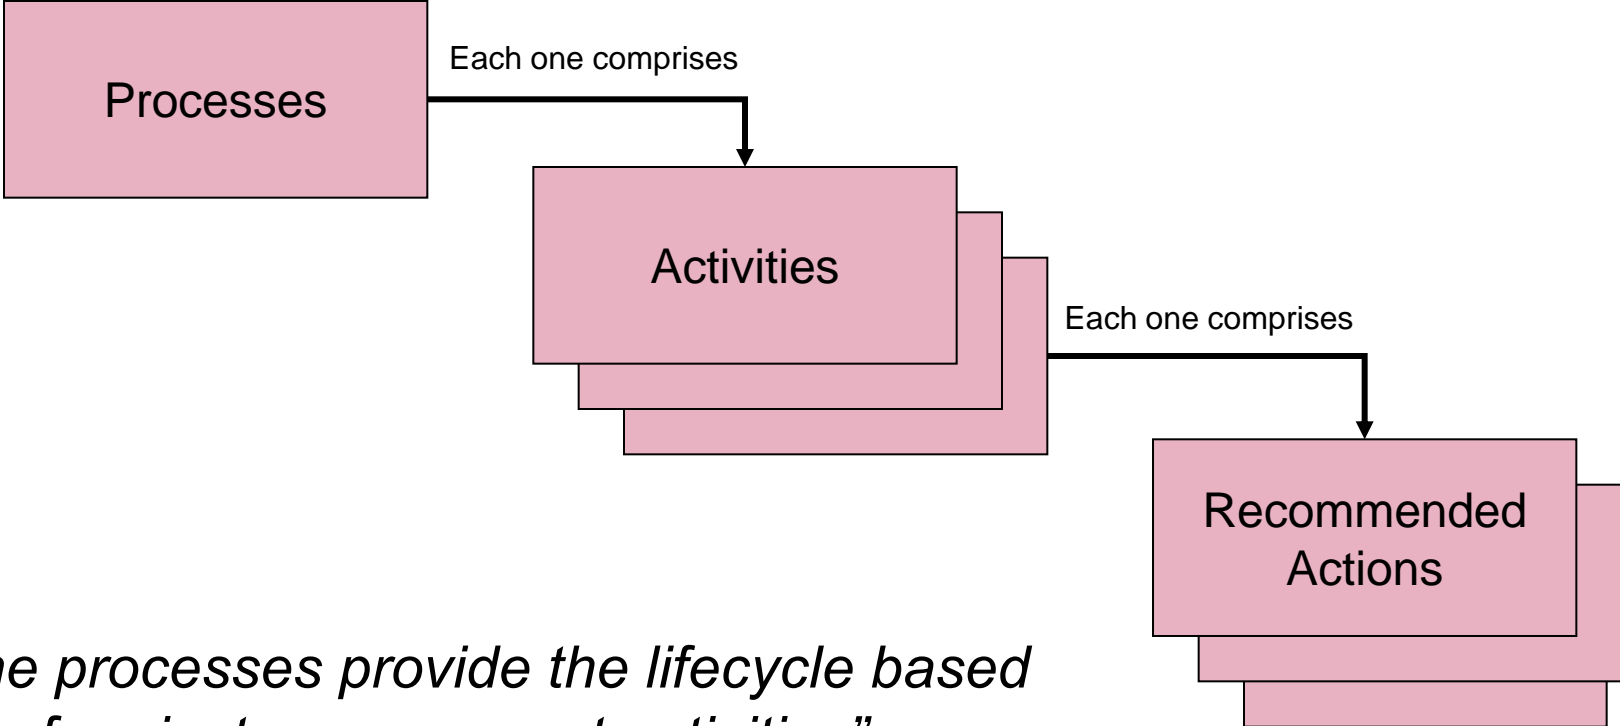 Processes
Each one comprises
Activities
Each one comprises
Recommended
Actions
processes provide the lifecycle based